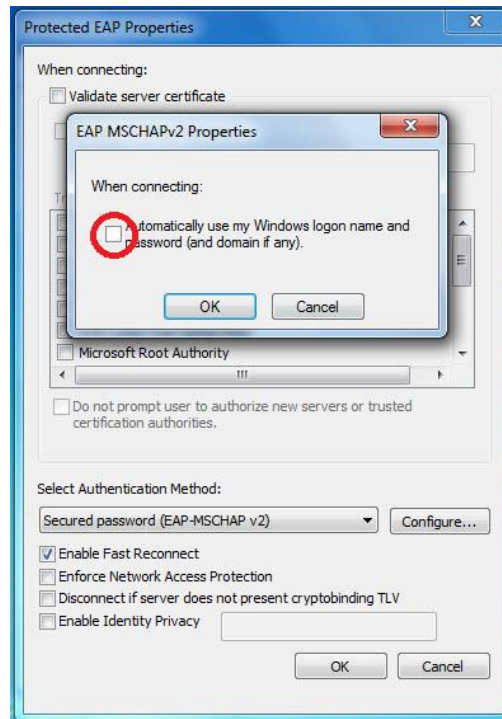 Protected EAP Properties
When connecting:
Validate server certificate
EAP MSCHAPv2 Properties
When connecting:
Automatically use my Windows logon name and
password (and domain if any).
OK Cancel
Microsoft Root Authority
Do not prompt user to authorize new servers or trusted
certification authorities.
Select Authentication Method:
Secured password (EAP-MSCHAP v2) Configure...
Enable Fast Reconnect
Enforce Network Access Protection
Disconnect if server does not present cryptobinding TLV
Enable Identity Privacy
OK Cancel